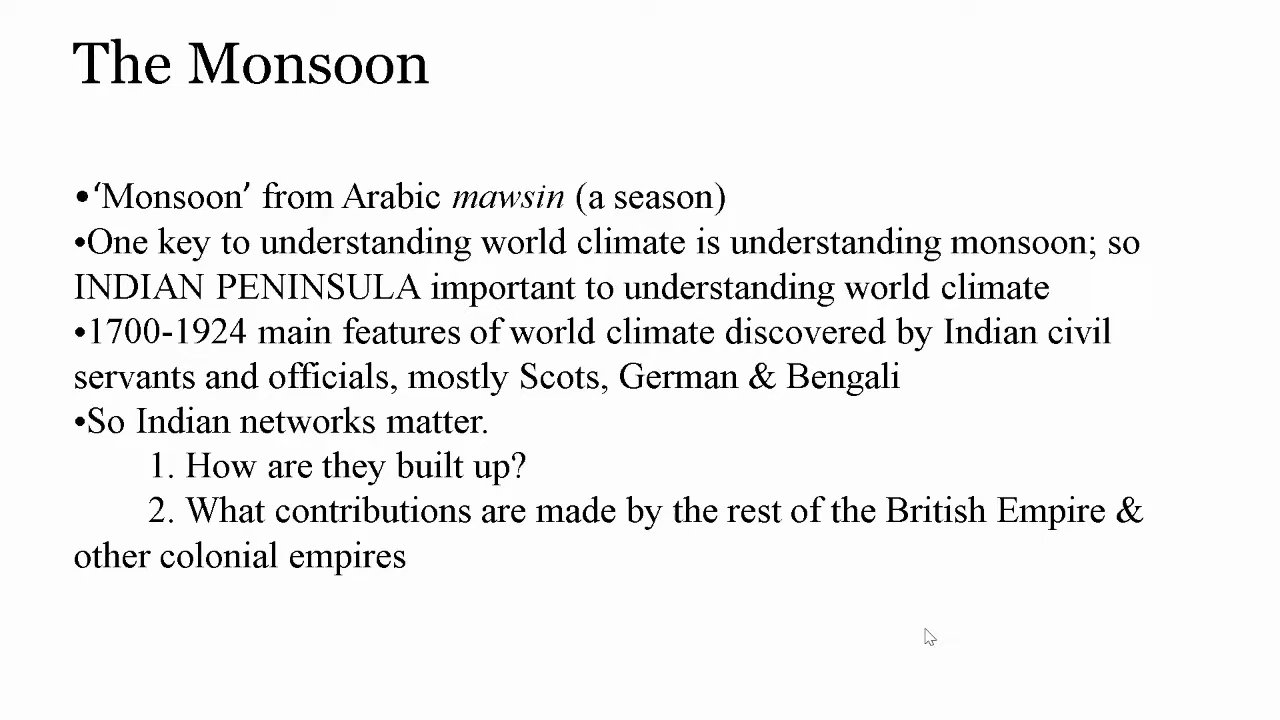 The Monsoon
•‘Monsoon’ from Arabic mawsin (a season)
•One key to understanding world climate is understanding monsoon; so
INDIAN PENINSULA important to understanding world climate
•1700-1924 main features of world climate discovered by Indian civil
servants and officials, mostly Scots, German & Bengali
•So Indian networks matter.
1. How are they built up?
2. What contributions are made by the rest of the British Empire &
other colonial empires